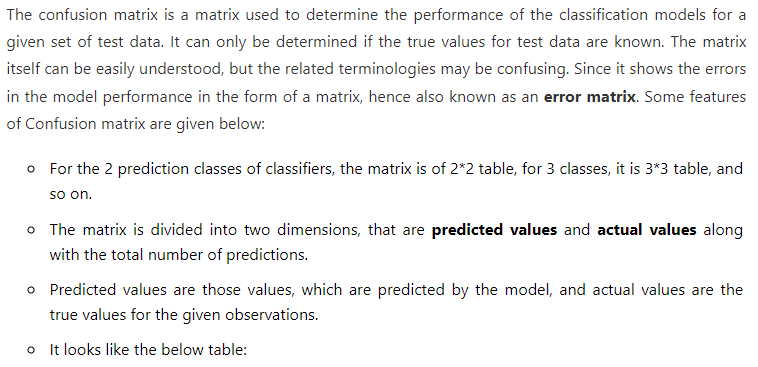 The confusion matrix is a matrix used to determine the performance of the classification models for a
given set of test data. It can only be determined if the true values for test data are known. The matrix
itself can be easily understood, but the related terminologies may be confusing. Since it shows the errors
in the model performance in the form of a matrix, hence also known as an error matrix. Some features
of Confusion matrix are given below:
For the 2 prediction classes of classifiers, the matrix is of 2*2 table, for 3 classes, it is 3*3 table, and
so on.
The matrix is divided into two dimensions, that are predicted values and actual values along
with the total number of predictions.
Predicted values are those values, which are predicted by the model, and actual values are the
true values for the given observations.
It looks like the below table: